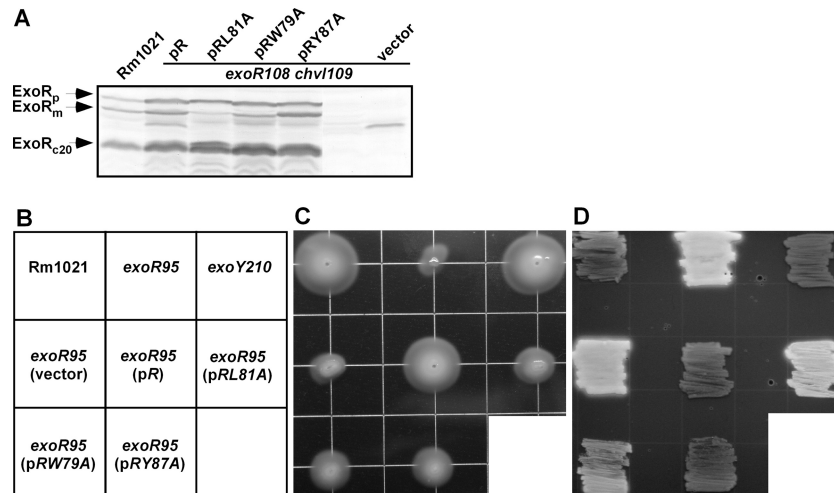 A
Rm1021 pR pRL81A pRW79A pRY87A vector
exoR108 chvI109
ExoRp
ExoRm
ExoRc20
B
C
D
Rm1021 exoR95 exoY210
exoR95 (vector) exoR95 (pR) exoR95 (pRL81A)
exoR95 (pRW79A) exoR95 (pRY87A)